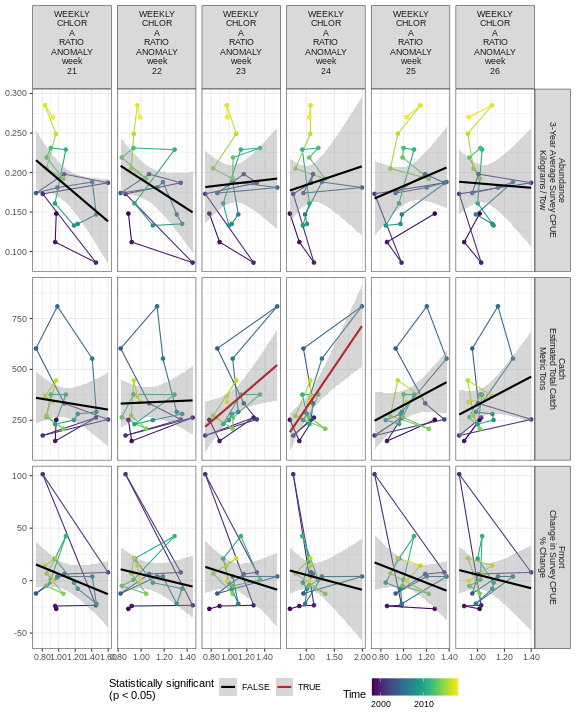 WEEKLY
CHLOR
A
RATIO
ANOMALY
week
21
WEEKLY
CHLOR
A
RATIO
ANOMALY
week
22
WEEKLY
CHLOR
A
RATIO
ANOMALY
week
23
WEEKLY
CHLOR
A
RATIO
ANOMALY
week
24
WEEKLY
CHLOR
A
RATIO
ANOMALY
week
25
WEEKLY
CHLOR
A
RATIO
ANOMALY
week
26
0.300
0.250
0.200
0.150
0.100
Abundance
3-Year Average Survey CPUE
Kilograms /Tow
750
500
250
Catch
Estimated Total Catch
Metric Tons
100
50
0
-50
Fmort
Change in Survey CPUE
% Change
0.80 1.00 1.20 1.40 1.60
1.00 1.20 1.40
0.80 1.00 1.20 1.40
1.00 1.50 2.00
0.80 1.00 1.20 1.40
1.00 1.20 1.40
Statistically significant
(p < 0.05)
FALSE
TRUE
Time
2000 2010